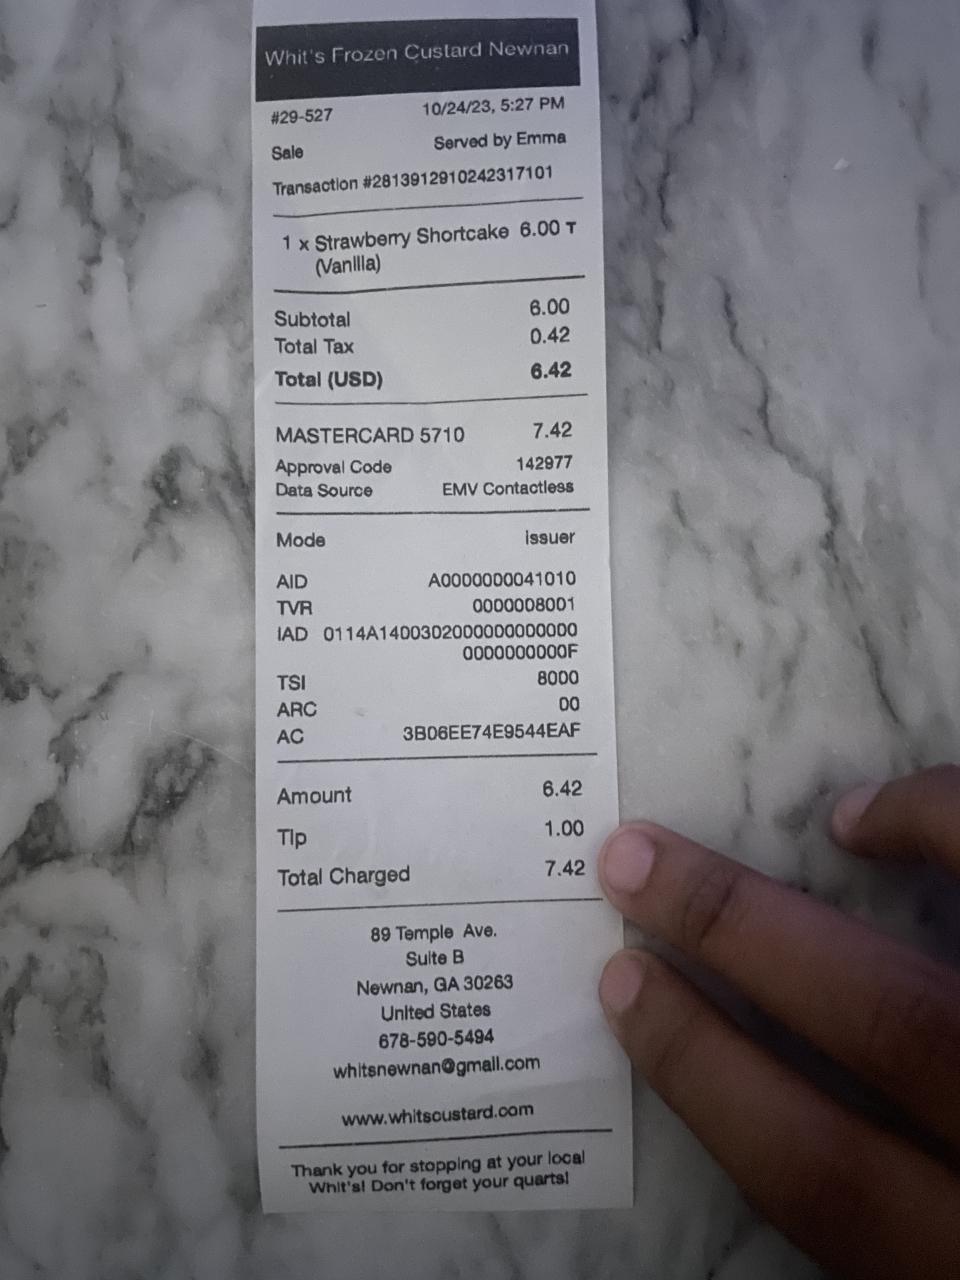 Whit's Frozen Custard Newnan
#29-527 10/24/23, 5:27 PM
Sale Served by Emma
Transaction #2813912910242317101
1 x Strawberry Shortcake 6.00 T
(Vanilla)
Subtotal 6.00
Total Tax 0.42
Total (USD) 6.42
MASTERCARD 5710 7.42
Approval Code 142977
Data Source EMV Contactless
Mode issuer
AID A0000000041010
TVR 0000008001
IAD 0114A1400302000000000000
0000000000F
TSI 8000
ARC 00
AC 3B06EE74E9544EAF
Amount 6.42
Tip 1.00
Total Charged 7.42
89 Temple Ave.
Suite B
Newnan, GA 30263
United States
678-590-5494
whitsnewnan@gmail.com
www.whitscustard.com
Thank you for stopping at your local
Whit's! Don't forget your quarts!